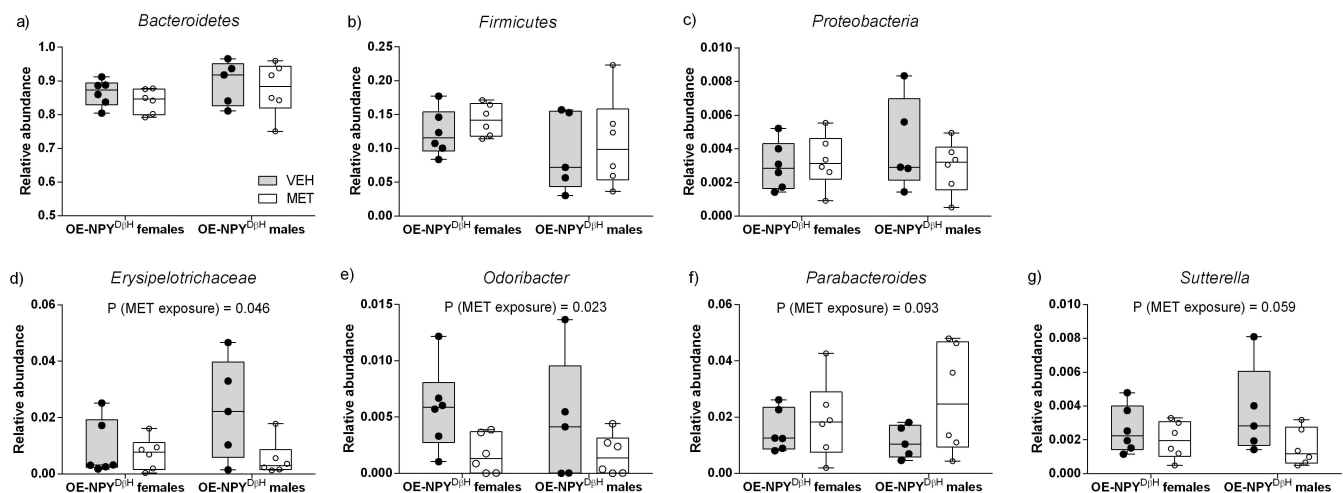 a) Bacteroidetes
Relative abundance
1.0
0.9
0.8
0.7
0.6
0.5
VEH
MET
OE-NPYDβH females OE-NPYDβH males
b) Firmicutes
Relative abundance
0.25
0.20
0.15
0.10
0.05
0.00
OE-NPYDβH females OE-NPYDβH males
c) Proteobacteria
Relative abundance
0.010
0.008
0.006
0.004
0.002
0.000
OE-NPYDβH females OE-NPYDβH males
d) Erysipelotrichaceae
P (MET exposure) = 0.046
Relative abundance
0.06
0.04
0.02
0.00
OE-NPYDβH females OE-NPYDβH males
e) Odoribacter
P (MET exposure) = 0.023
Relative abundance
0.015
0.010
0.005
0.000
OE-NPYDβH females OE-NPYDβH males
f) Parabacteroides
P (MET exposure) = 0.093
Relative abundance
0.06
0.04
0.02
0.00
OE-NPYDβH females OE-NPYDβH males
g) Sutterella
P (MET exposure) = 0.059
Relative abundance
0.010
0.008
0.006
0.004
0.002
0.000
OE-NPYDβH females OE-NPYDβH males